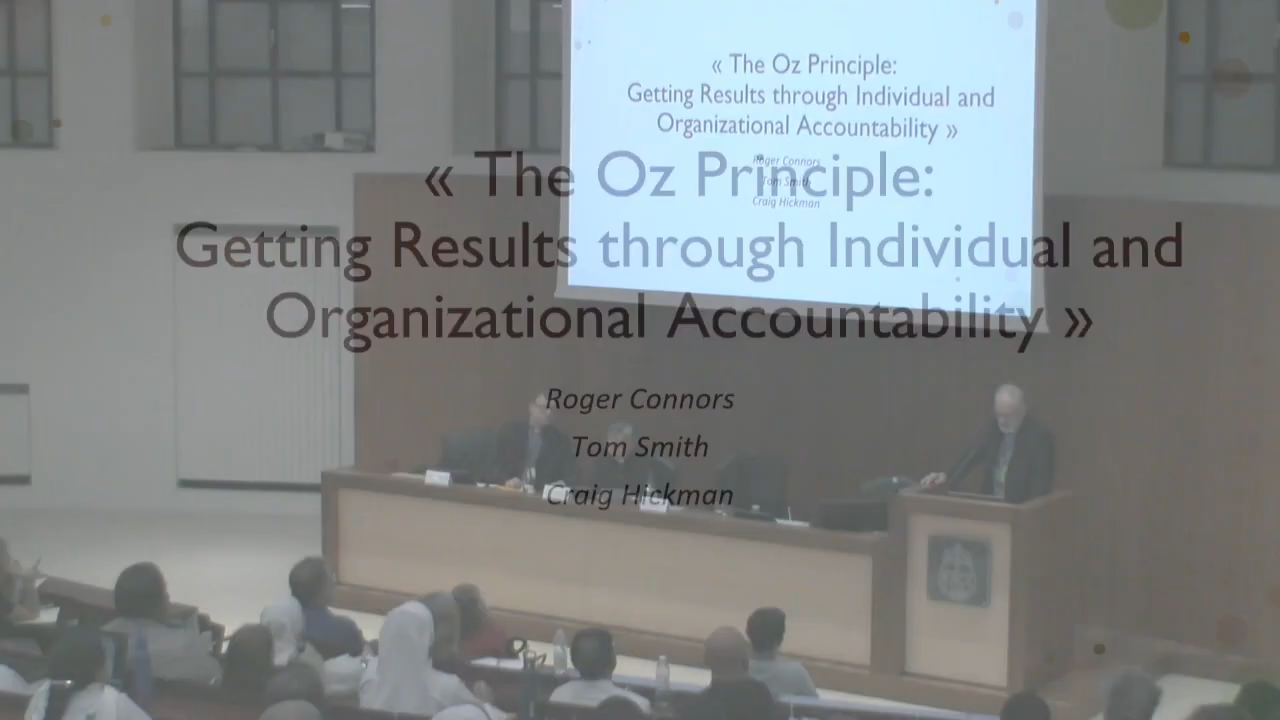 « The Oz Principle:
Getting Results through Individual and
Organizational Accountability »
Roger Connors
Tom Smith
Craig Hickman
« The Oz Principle:
Getting Results through Individual and
Organizational Accountability »
Roger Connors
Tom Smith
Craig Hickman